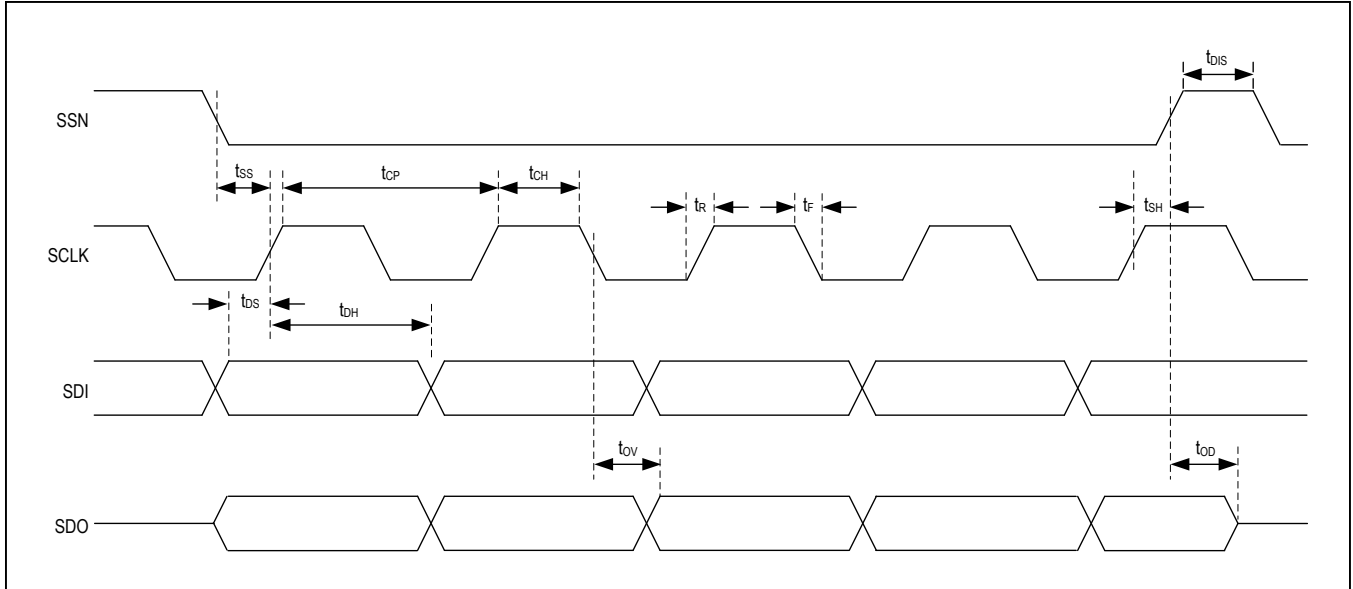 tDIS
SSN
tSS
tCP
tCH
tR
tF
tSH
SCLK
tDS
tDH
SDI
tOV
tOD
SDO